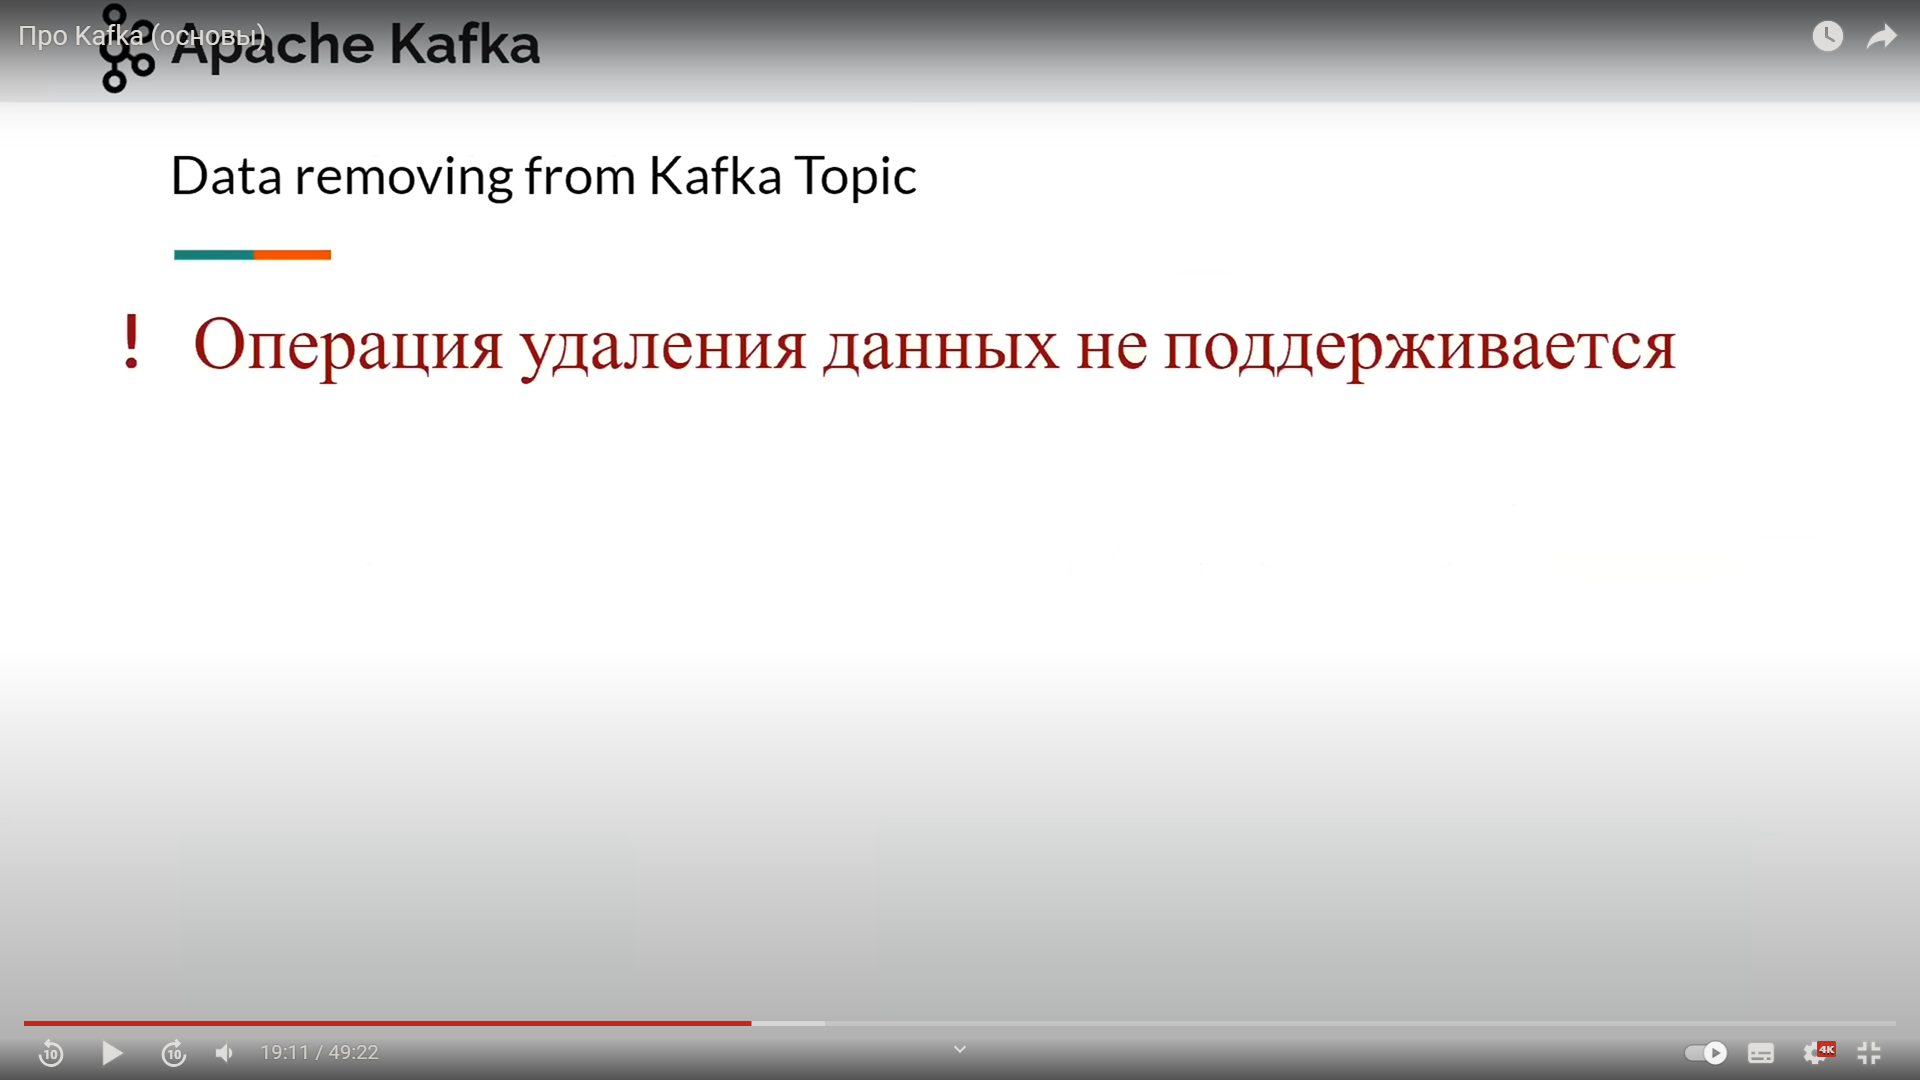 Про Kafka (основы)
Apache Kafka
Data removing from Kafka Topic
! Операция удаления данных не поддерживается
10
10
19:11 / 49:22
4K